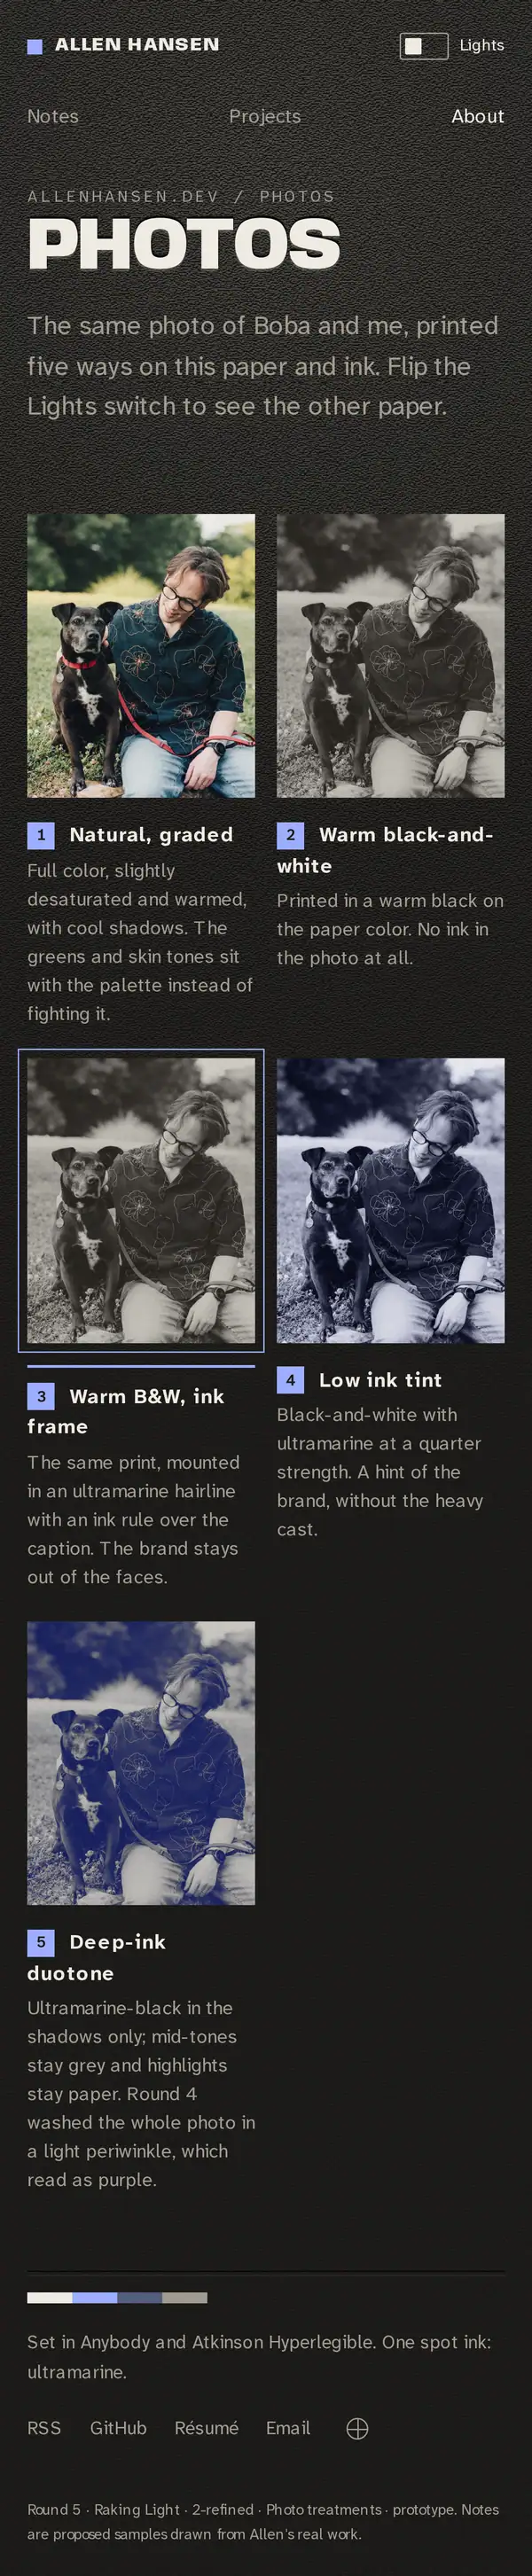 ALLEN HANSEN
Lights
Notes
Projects
About
ALLENHANSEN.DEV / PHOTOS
PHOTOS
The same photo of Boba and me, printed
five ways on this paper and ink. Flip the
Lights switch to see the other paper.
1 Natural, graded
Full color, slightly
desaturated and warmed,
with cool shadows. The
greens and skin tones sit
with the palette instead of
fighting it.
2 Warm black-and-
white
Printed in a warm black on
the paper color. No ink in
the photo at all.
3 Warm B&W, ink
frame
The same print, mounted
in an ultramarine hairline
with an ink rule over the
caption. The brand stays
out of the faces.
4 Low ink tint
Black-and-white with
ultramarine at a quarter
strength. A hint of the
brand, without the heavy
cast.
5 Deep-ink
duotone
Ultramarine-black in the
shadows only; mid-tones
stay grey and highlights
stay paper. Round 4
washed the whole photo in
a light periwinkle, which
read as purple.
Set in Anybody and Atkinson Hyperlegible. One spot ink:
ultramarine.
RSS GitHub Résumé Email
Round 5 · Raking Light · 2-refined · Photo treatments · prototype. Notes
are proposed samples drawn from Allen's real work.